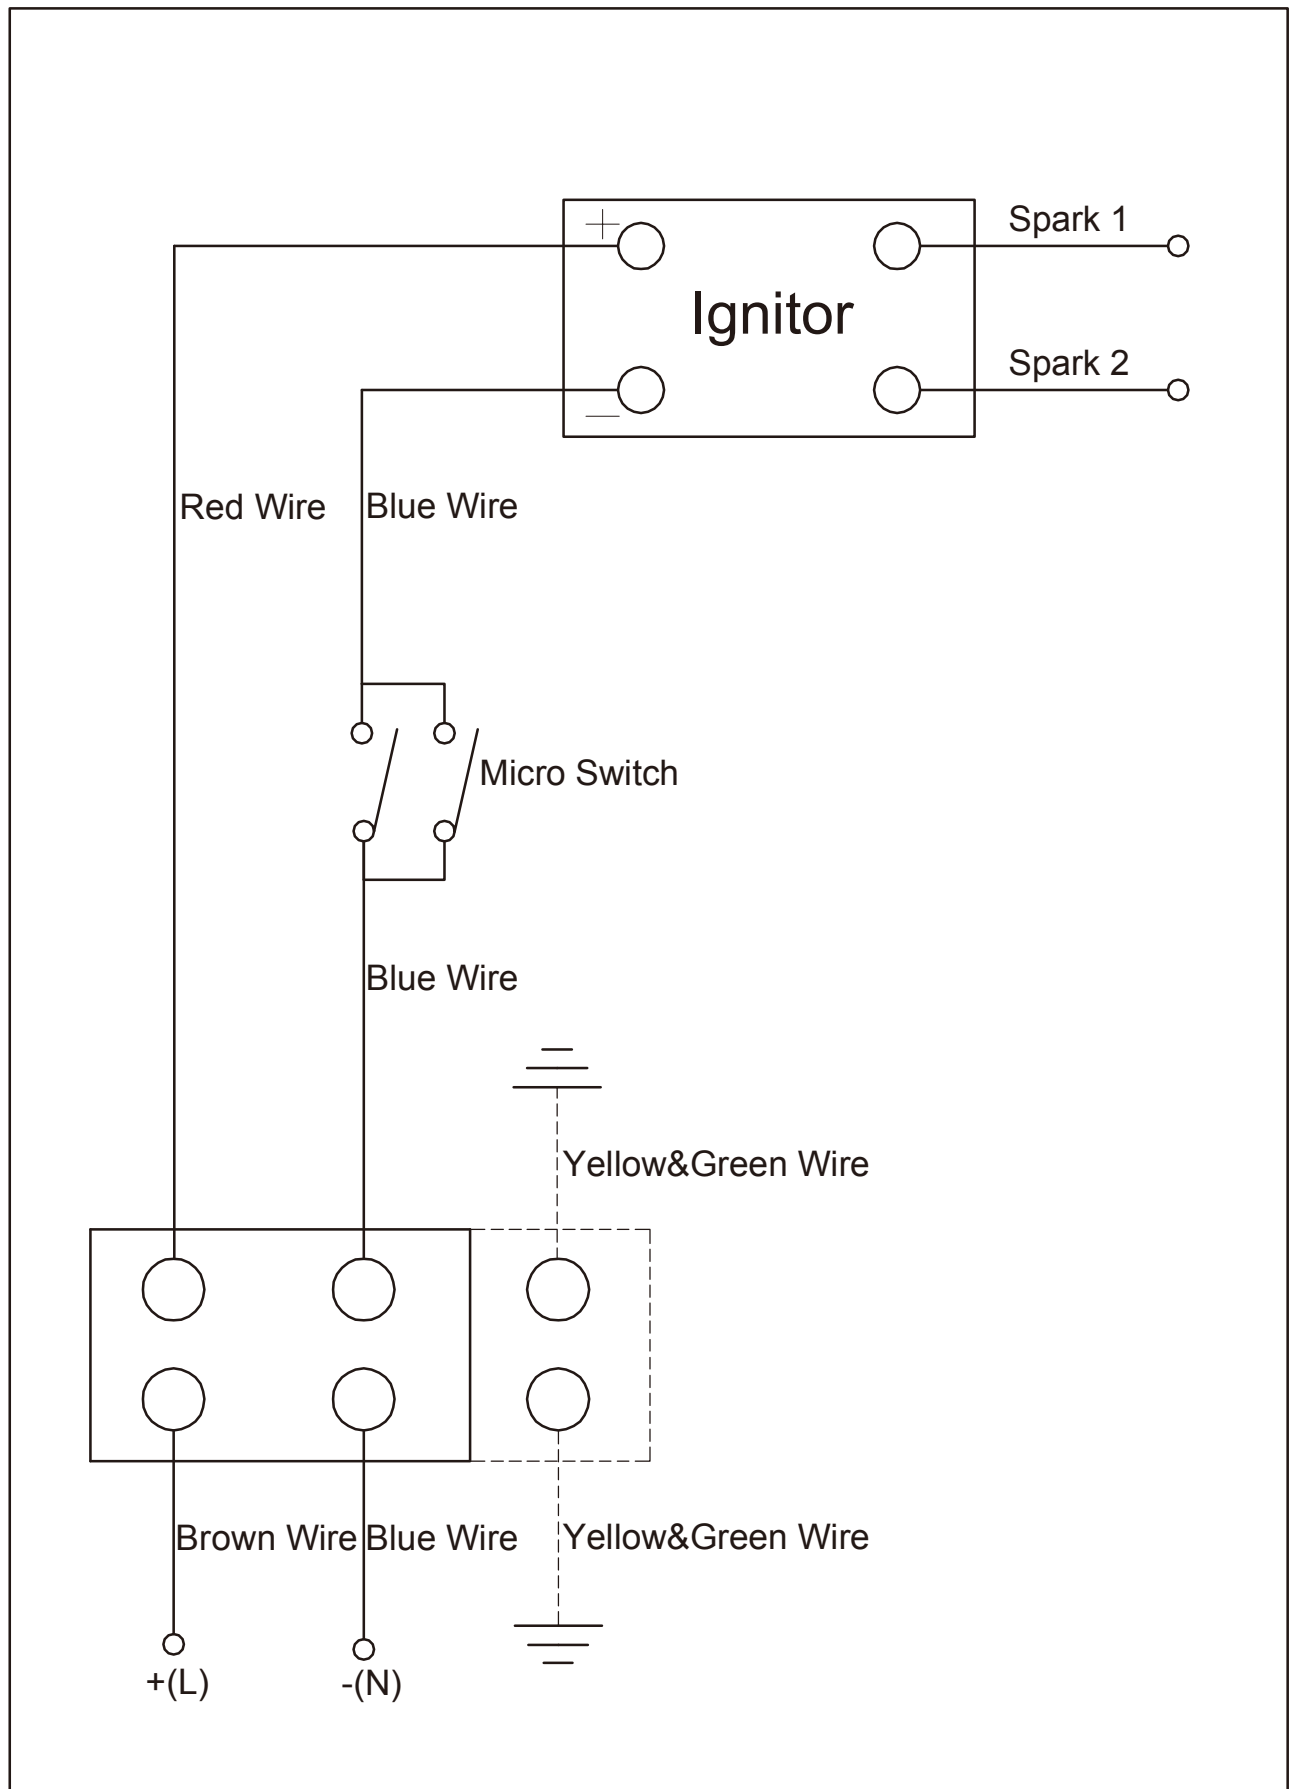 Spark 1
+
Ignitor
Spark 2
—
Red Wire
Blue Wire
Micro Switch
Blue Wire
Yellow&Green Wire
Brown Wire
Blue Wire
Yellow&Green Wire
+(L)
-(N)